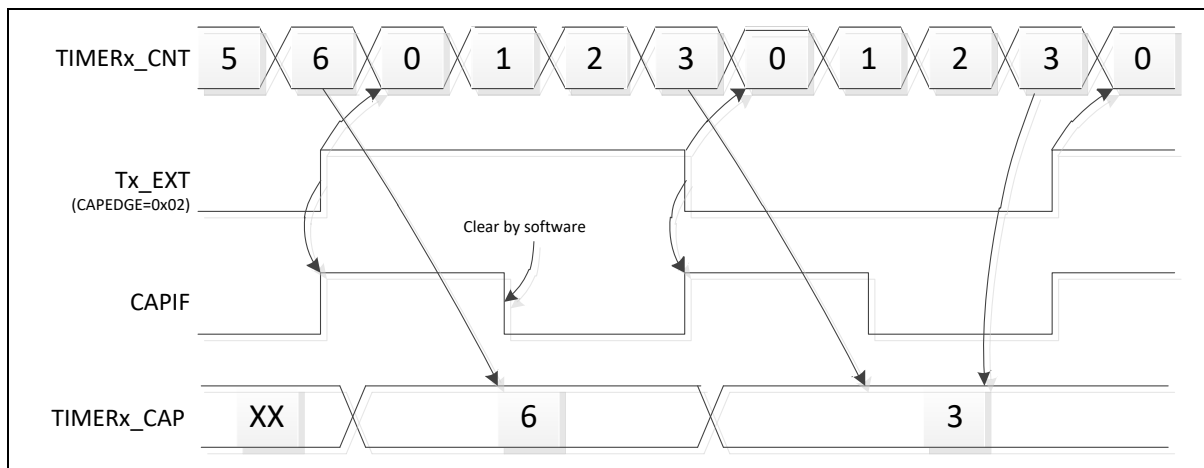 TIMERx_CNT 5 6 0 1 2 3 0 1 2 3 0
Tx_EXT
(CAPEDGE=0x02)
Clear by software
CAPIF
TIMERx_CAP XX 6 3